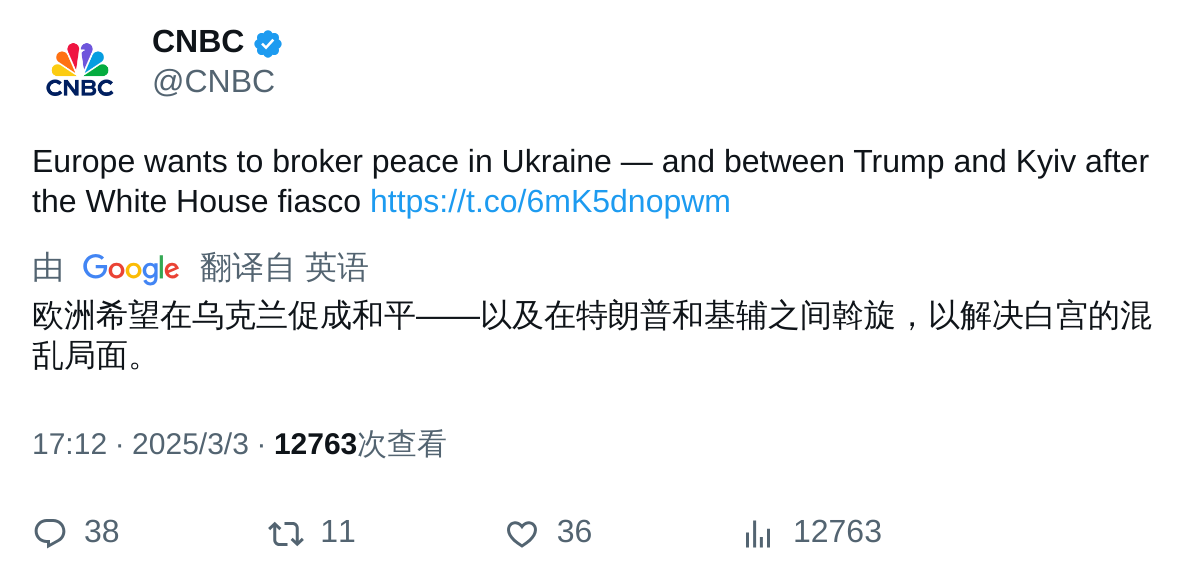 CNBC
CNBC
@CNBC
Europe wants to broker peace in Ukraine — and between Trump and Kyiv after
the White House fiasco https://t.co/6mK5dnopwm
由 Google 翻译自 英语
欧洲希望在乌克兰促成和平——以及在特朗普和基辅之间斡旋，以解决白宫的混
乱局面。
17:12 · 2025/3/3 · 12763次查看
38 11 36 12763